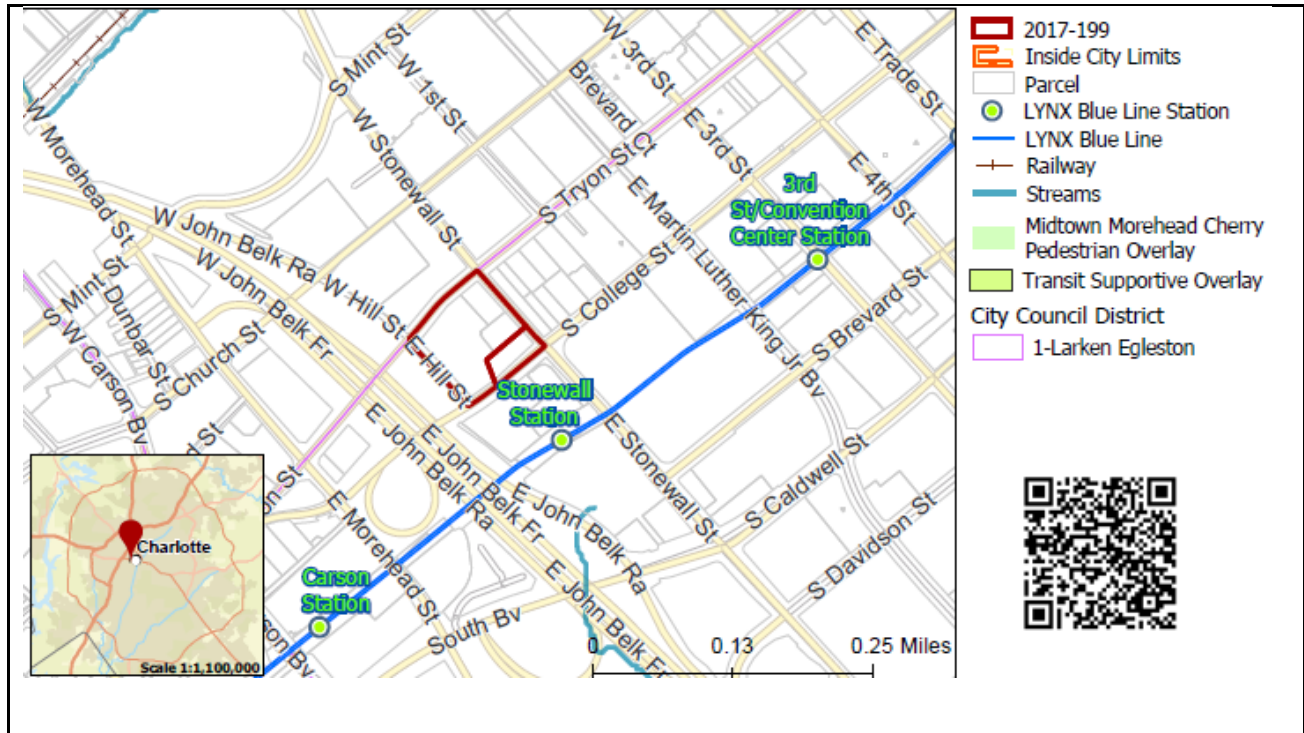 S Mint St
W 3rd St
E Trade St
W 1st St
Brevard Ct
W Morehead St
W Stonewall St
S Tryon St
E 3rd St
E 4th St
3rd
St/Convention
Center Station
E Martin Luther King Jr Bv
W John Belk Ra
W Hill St
W John Belk Fr
S College St
S Brevard St
S Mint St
Dunbar St
S W Carson Bv
S Church St
E Hill St
Stonewall
Station
E Stonewall St
S Caldwell St
S Davidson St
E John Belk Fr
E John Belk Ra
E John Belk Ra
E John Belk Fr
d St
on St
E Morehead St
Carson
Station
South Bv
son Bv
0 0.13 0.25 Miles
Charlotte
Scale 1:1,100,000
2017-199
Inside City Limits
Parcel
LYNX Blue Line Station
LYNX Blue Line
Railway
Streams
Midtown Morehead Cherry
Pedestrian Overlay
Transit Supportive Overlay
City Council District
1-Larken Egleston